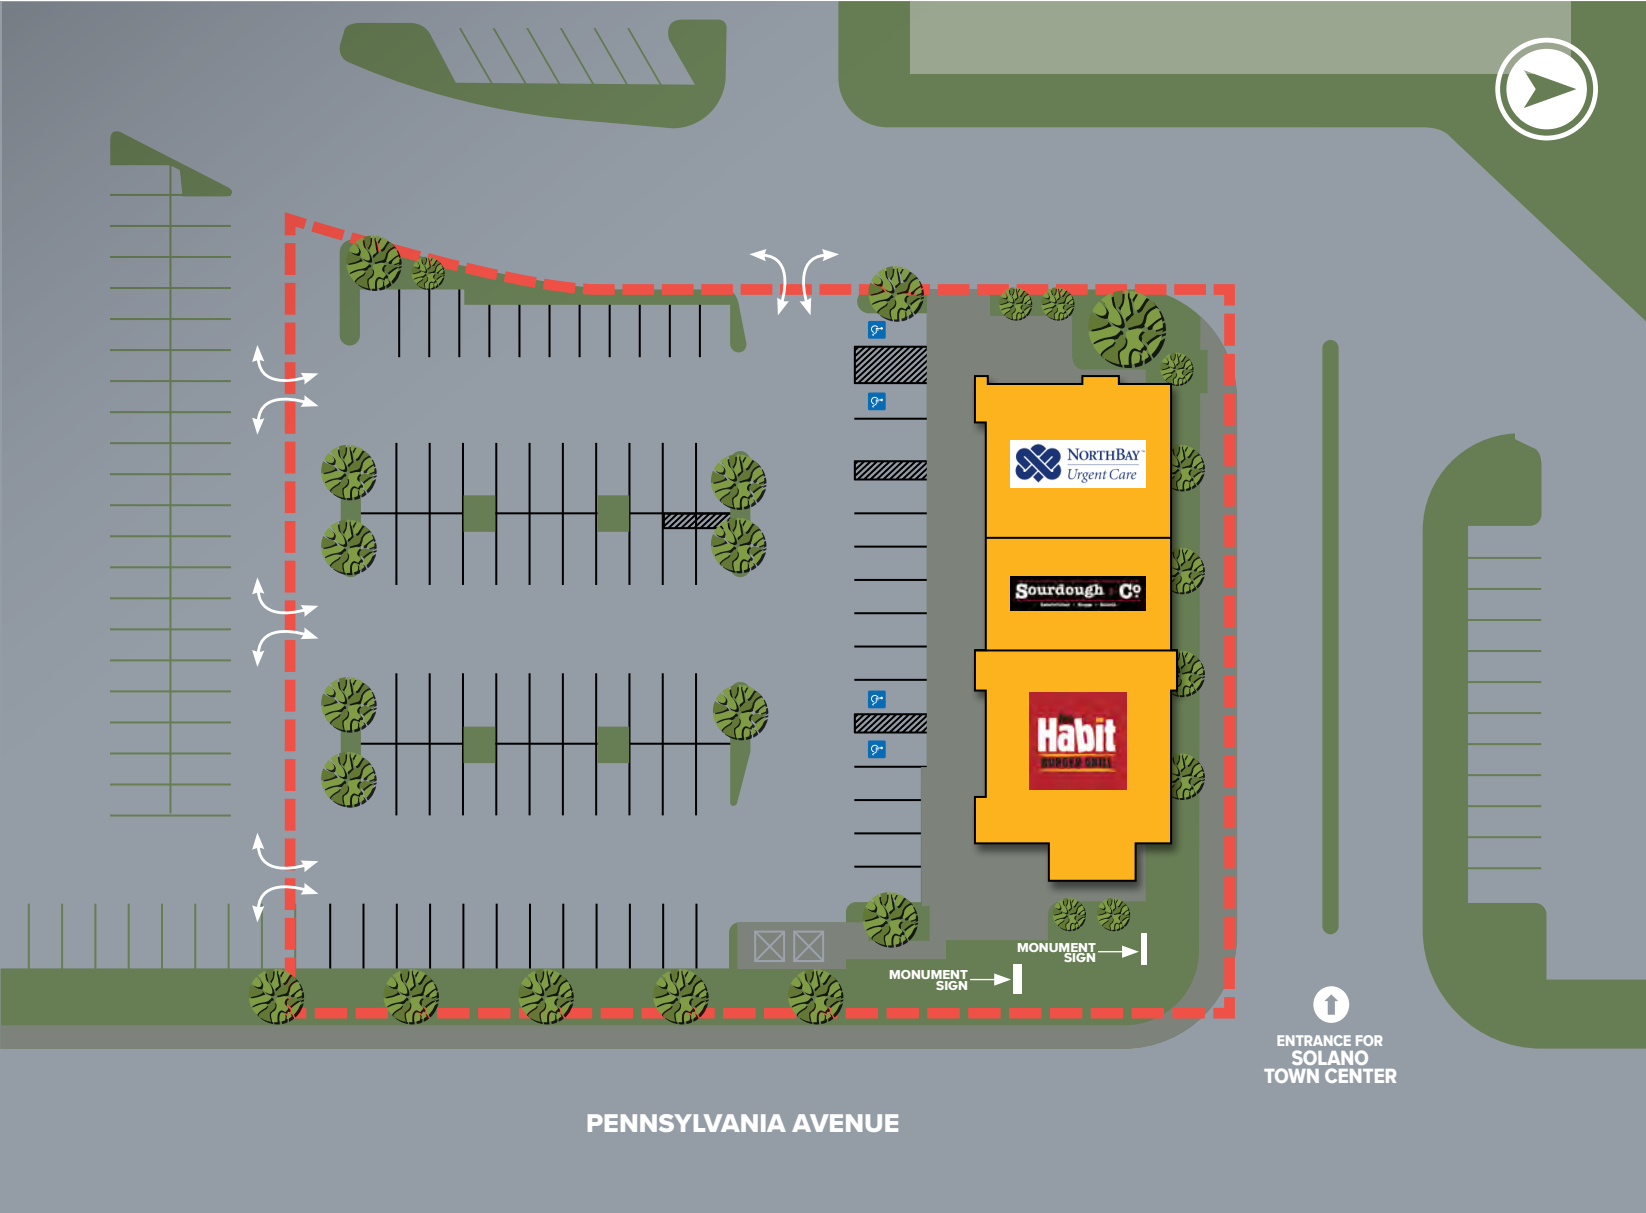 NORTHBAY
Urgent Care
Sourdough & Co
Habit
BURGER GRILL
MONUMENT
SIGN
MONUMENT
SIGN
ENTRANCE FOR
SOLANO
TOWN CENTER
PENNSYLVANIA AVENUE